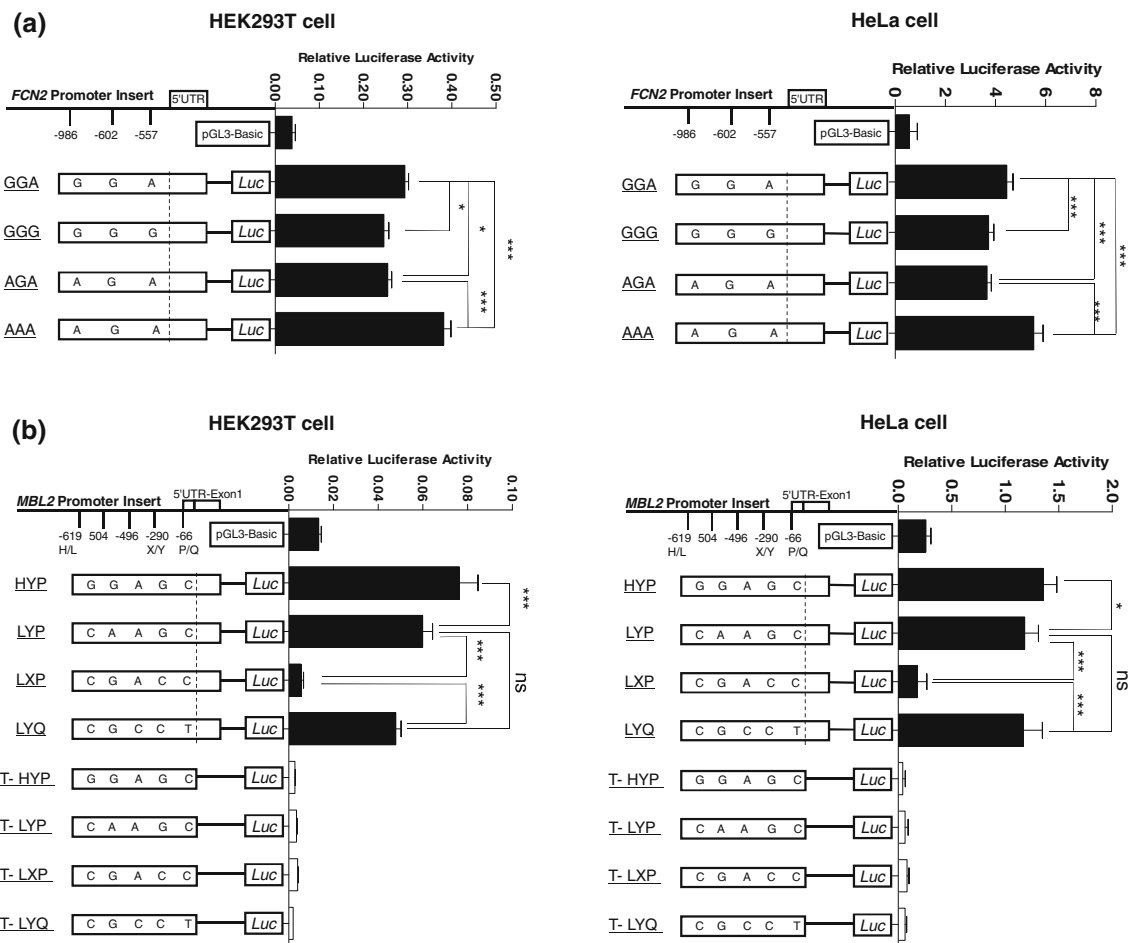 (a)
HEK293T cell
Relative Luciferase Activity
0.00 0.10 0.20 0.30 0.40 0.50
FCN2 Promoter Insert 5'UTR
-986 -602 -557
pGL3-Basic
GGA G G A Luc
GGG G G G Luc
AGA A G A Luc
AAA A G A Luc
* * *** ***
HeLa cell
Relative Luciferase Activity
0 2 4 6 8
FCN2 Promoter Insert 5'UTR
-986 -602 -557
pGL3-Basic
GGA G G A Luc
GGG G G G Luc
AGA A G A Luc
AAA A G A Luc
*** *** *** ***
(b)
HEK293T cell
Relative Luciferase Activity
0.00 0.02 0.04 0.06 0.08 0.10
MBL2 Promoter Insert 5'UTR-Exon1
-619 504 -496 -290 -66
H/L X/Y P/Q
pGL3-Basic
HYP G G A G C Luc
LYP C A A G C Luc
LXP C G A C C Luc
LYQ C G C C T Luc
T- HYP G G A G C Luc
T- LYP C A A G C Luc
T- LXP C G A C C Luc
T- LYQ C G C C T Luc
*** *** *** ns
HeLa cell
Relative Luciferase Activity
0.0 0.5 1.0 1.5 2.0
MBL2 Promoter Insert 5'UTR-Exon1
-619 504 -496 -290 -66
H/L X/Y P/Q
pGL3-Basic
HYP G G A G C Luc
LYP C A A G C Luc
LXP C G A C C Luc
LYQ C G C C T Luc
T- HYP G G A G C Luc
T- LYP C A A G C Luc
T- LXP C G A C C Luc
T- LYQ C G C C T Luc
* *** *** ns